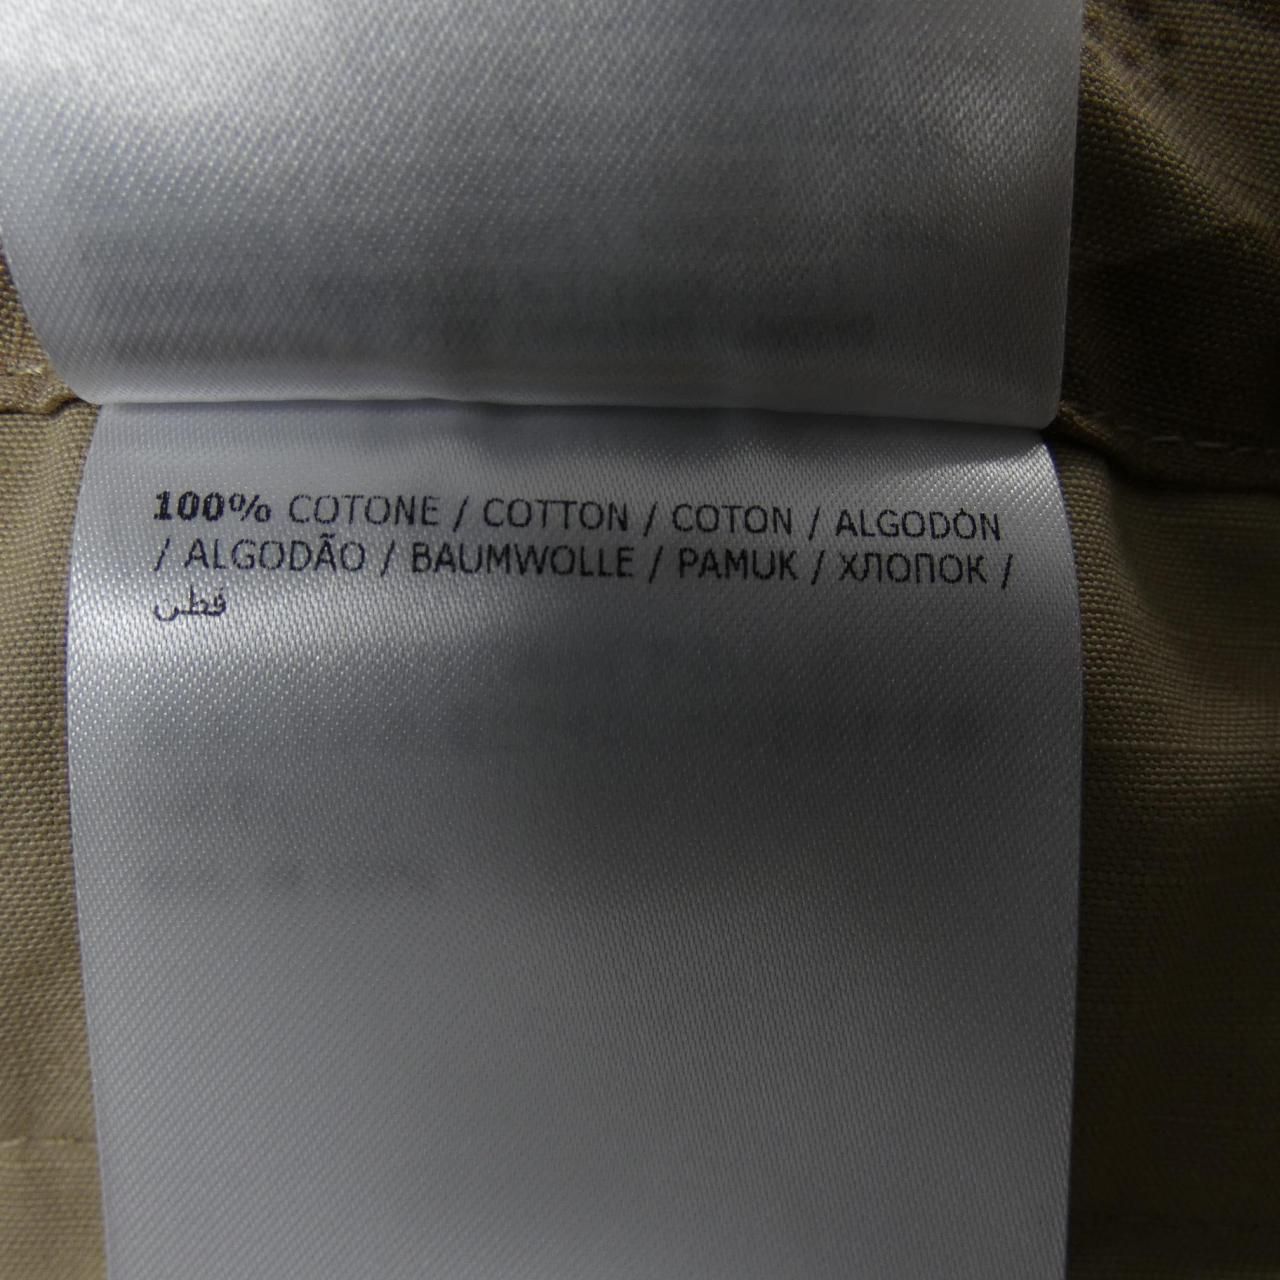 100% COTONE / COTTON / COTON / ALGODÓN
/ ALGODÃO / BAUMWOLLE / PAMUK / ХЛОПОК /
قطن